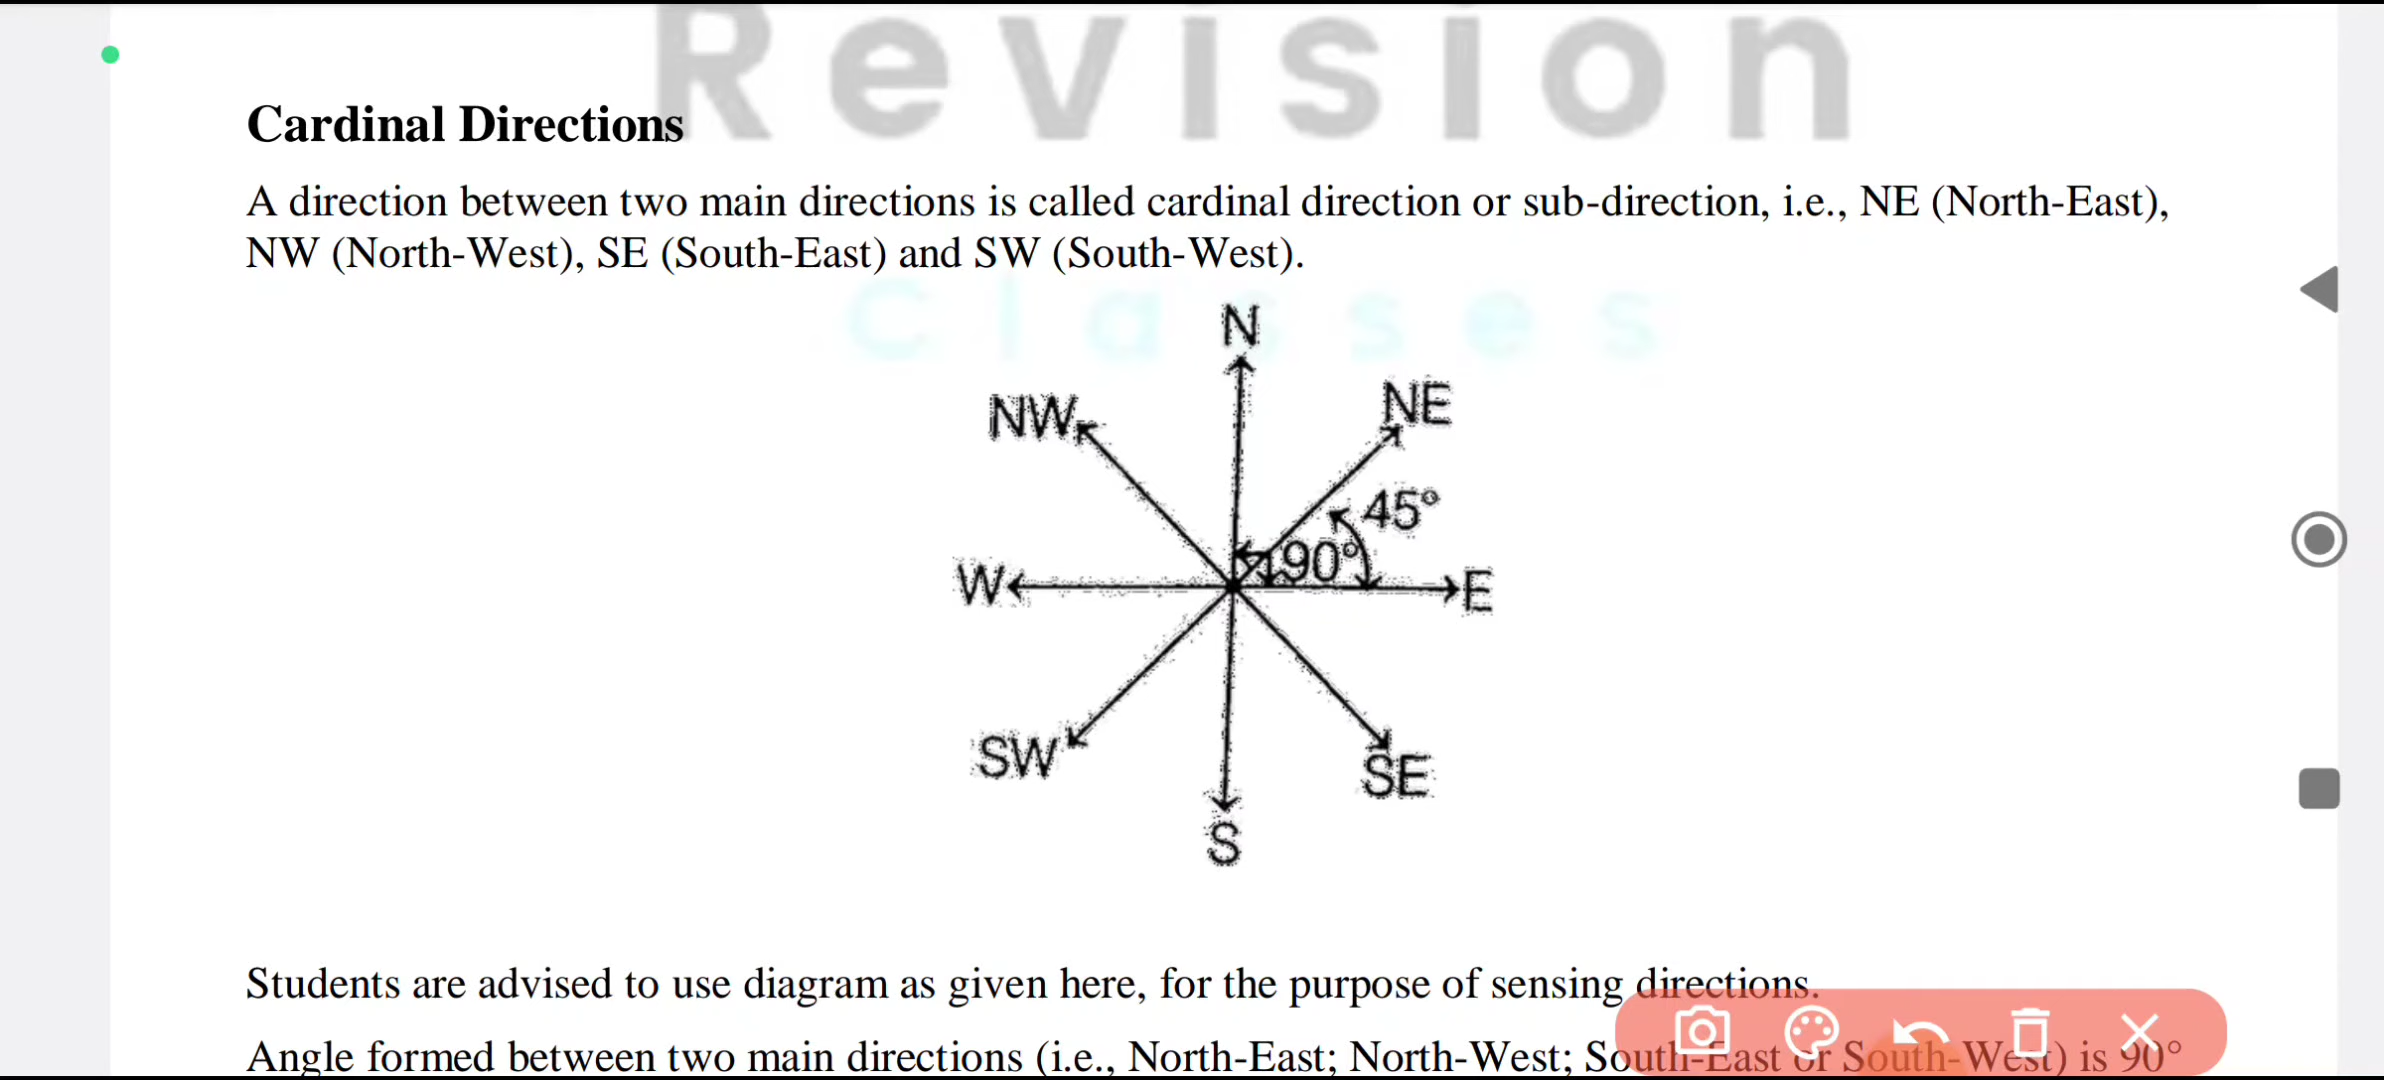 Revision
Cardinal Directions
A direction between two main directions is called cardinal direction or sub-direction, i.e., NE (North-East),
NW (North-West), SE (South-East) and SW (South-West).
Classes
N
NW
NE
45°
90°
W
E
SW
SE
S
Students are advised to use diagram as given here, for the purpose of sensing directions.
Angle formed between two main directions (i.e., North-East; North-West; South-East or South-West) is 90°